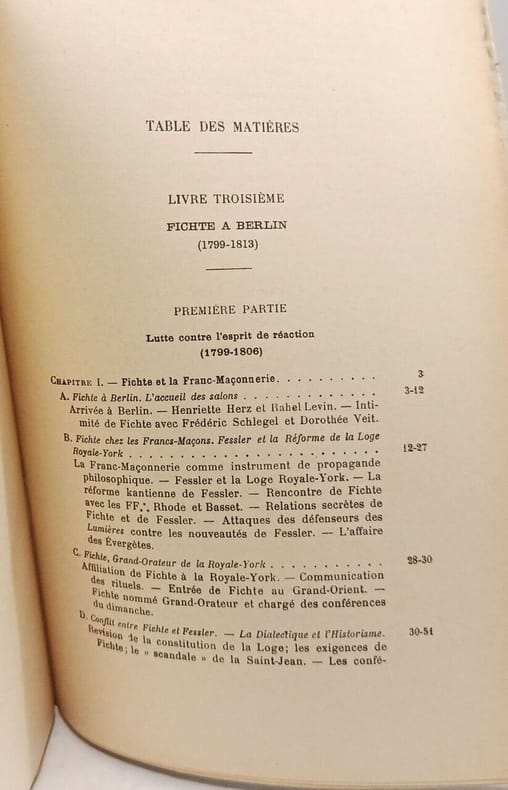 TABLE DES MATIÈRES
LIVRE TROISIÈME
FICHTE A BERLIN
(1799-1813)
PREMIÈRE PARTIE
Lutte contre l'esprit de réaction
(1799-1806)
CHAPITRE I. — Fichte et la Franc-Maçonnerie. . . . . . . . . . 3
A. Fichte à Berlin. L'accueil des salons . . . . . . . . . . . . . 3-12
Arrivée à Berlin. — Henriette Herz et Rahel Levin. — Inti-
mité de Fichte avec Frédéric Schlegel et Dorothée Veit.
B. Fichte chez les Francs-Maçons. Fessler et la Réforme de la Loge
Royale-York . . . . . . . . . . . . . . . . . . . . . . . . 12-27
La Franc-Maçonnerie comme instrument de propagande
philosophique. — Fessler et la Loge Royale-York. — La
réforme kantienne de Fessler. — Rencontre de Fichte
avec les FF∴ Rhode et Basset. — Relations secrètes de
Fichte et de Fessler. — Attaques des défenseurs des
Lumières contre les nouveautés de Fessler. — L'affaire
des Évergètes.
C. Fichte, Grand-Orateur de la Royale-York . . . . . . . . . . . 28-30
Affiliation de Fichte à la Royale-York. — Communication
des rituels. — Entrée de Fichte au Grand-Orient. —
Fichte nommé Grand-Orateur et chargé des conférences
du dimanche.
D. Conflit entre Fichte et Fessler. — La Dialectique et l'Historisme. 30-51
Revision de la constitution de la Loge; les exigences de
Fichte; le « scandale » de la Saint-Jean. — Les confé-